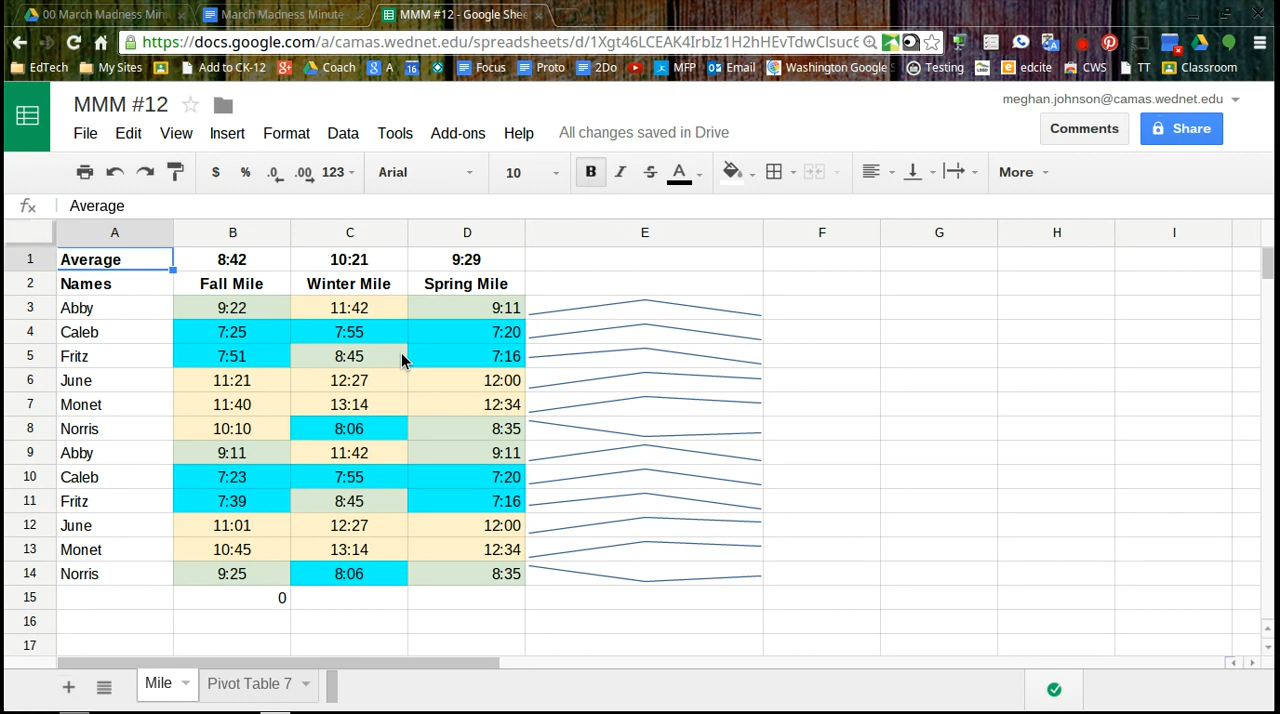 00 March Madness Min
March Madness Minute
MMM #12 - Google Shee
https://docs.google.com/a/camas.wednet.edu/spreadsheets/d/1Xgt46LCEAK4IrbIz1H2hHEvTdwCIsuc6
EdTech My Sites Add to CK-12 Coach A 16 Focus Proto 2Do MFP Email Washington Google Testing edcite CWS TT Classroom
MMM #12
meghan.johnson@camas.wednet.edu
File Edit View Insert Format Data Tools Add-ons Help All changes saved in Drive
Comments Share
$ % .0 .00 123 Arial 10 B I S A More
fx Average
A B C D E F G H I
1 Average 8:42 10:21 9:29
2 Names Fall Mile Winter Mile Spring Mile
3 Abby 9:22 11:42 9:11
4 Caleb 7:25 7:55 7:20
5 Fritz 7:51 8:45 7:16
6 June 11:21 12:27 12:00
7 Monet 11:40 13:14 12:34
8 Norris 10:10 8:06 8:35
9 Abby 9:11 11:42 9:11
10 Caleb 7:23 7:55 7:20
11 Fritz 7:39 8:45 7:16
12 June 11:01 12:27 12:00
13 Monet 10:45 13:14 12:34
14 Norris 9:25 8:06 8:35
15 0
16
17
Mile Pivot Table 7